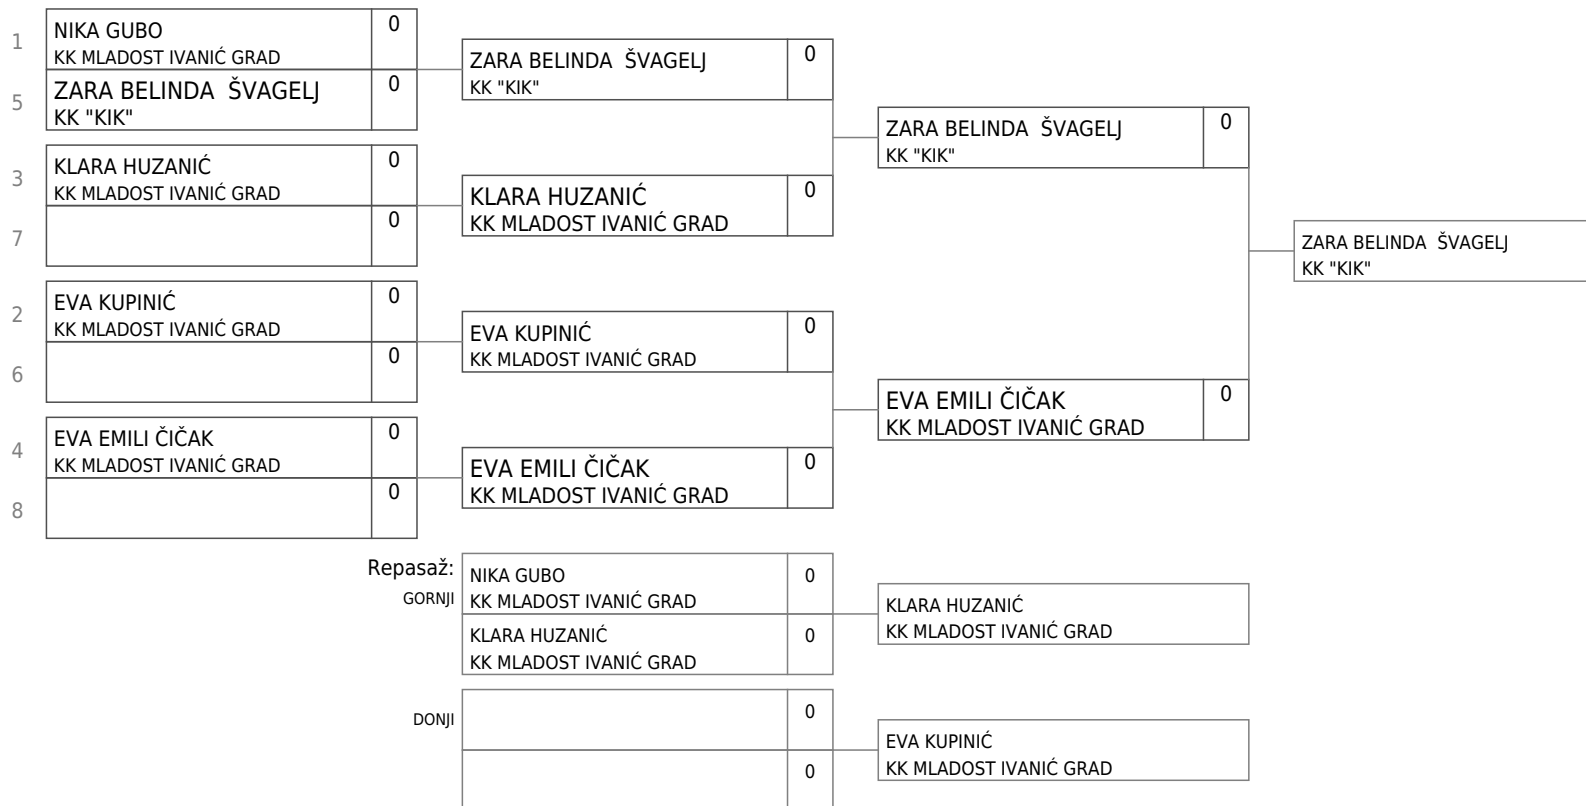 1
NIKA GUBO 0
KK MLADOST IVANIĆ GRAD
5
ZARA BELINDA ŠVAGELJ 0
KK "KIK"
3
KLARA HUZANIĆ 0
KK MLADOST IVANIĆ GRAD
7
0
2
EVA KUPINIĆ 0
KK MLADOST IVANIĆ GRAD
6
0
4
EVA EMILI ČIČAK 0
KK MLADOST IVANIĆ GRAD
8
0
ZARA BELINDA ŠVAGELJ 0
KK "KIK"
KLARA HUZANIĆ 0
KK MLADOST IVANIĆ GRAD
EVA KUPINIĆ 0
KK MLADOST IVANIĆ GRAD
EVA EMILI ČIČAK 0
KK MLADOST IVANIĆ GRAD
ZARA BELINDA ŠVAGELJ 0
KK "KIK"
EVA EMILI ČIČAK 0
KK MLADOST IVANIĆ GRAD
ZARA BELINDA ŠVAGELJ
KK "KIK"
Repasaž:
GORNJI
NIKA GUBO 0
KK MLADOST IVANIĆ GRAD
KLARA HUZANIĆ 0
KK MLADOST IVANIĆ GRAD
KLARA HUZANIĆ
KK MLADOST IVANIĆ GRAD
DONJI
0
0
EVA KUPINIĆ
KK MLADOST IVANIĆ GRAD